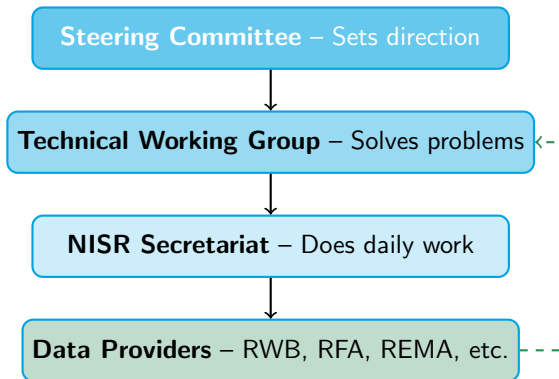 Steering Committee – Sets direction
Technical Working Group – Solves problems
NISR Secretariat – Does daily work
Data Providers – RWB, RFA, REMA, etc.